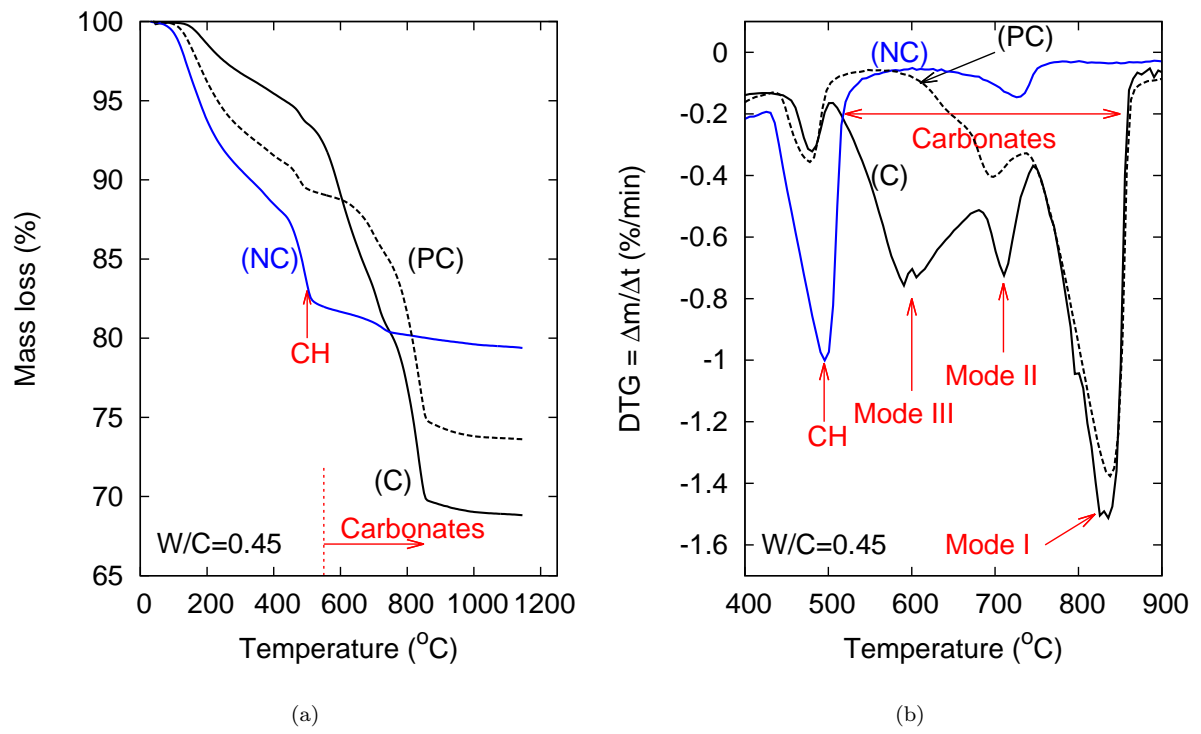 100
95
90
85
80
75
70
65
0
200
400
600
800
1000
1200
Mass loss (%)
Temperature (°C)
(NC)
(PC)
(C)
CH
Carbonates
W/C=0.45
(a)
0
-0.2
-0.4
-0.6
-0.8
-1
-1.2
-1.4
-1.6
400
500
600
700
800
900
DTG = Δm/Δt (%/min)
Temperature (°C)
(NC)
(PC)
Carbonates
(C)
Mode II
Mode III
CH
Mode I
W/C=0.45
(b)